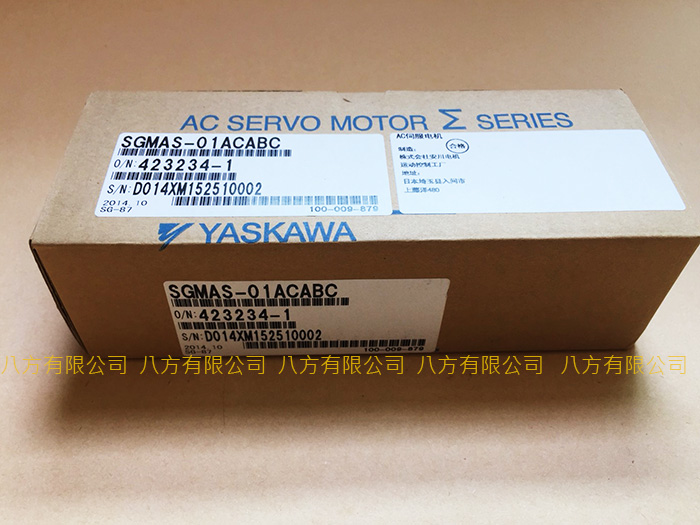 AC SERVO MOTOR Σ SERIES
SGMAS-01ACABC
O/N: 423234-1
S/N: D014XM152510002
2014.10
SG-87
100-009-879
AC伺服电机
合格
制造:
株式会社安川电机
运动控制工厂
地址:
日本埼玉县入间市
上藤泽480
YASKAWA
SGMAS-01ACABC
O/N: 423234-1
S/N: D014XM152510002
2014.10
SG-87
100-009-879
八方有限公司 八方有限公司 八方有限公司 八方有限公司 八方有限公司